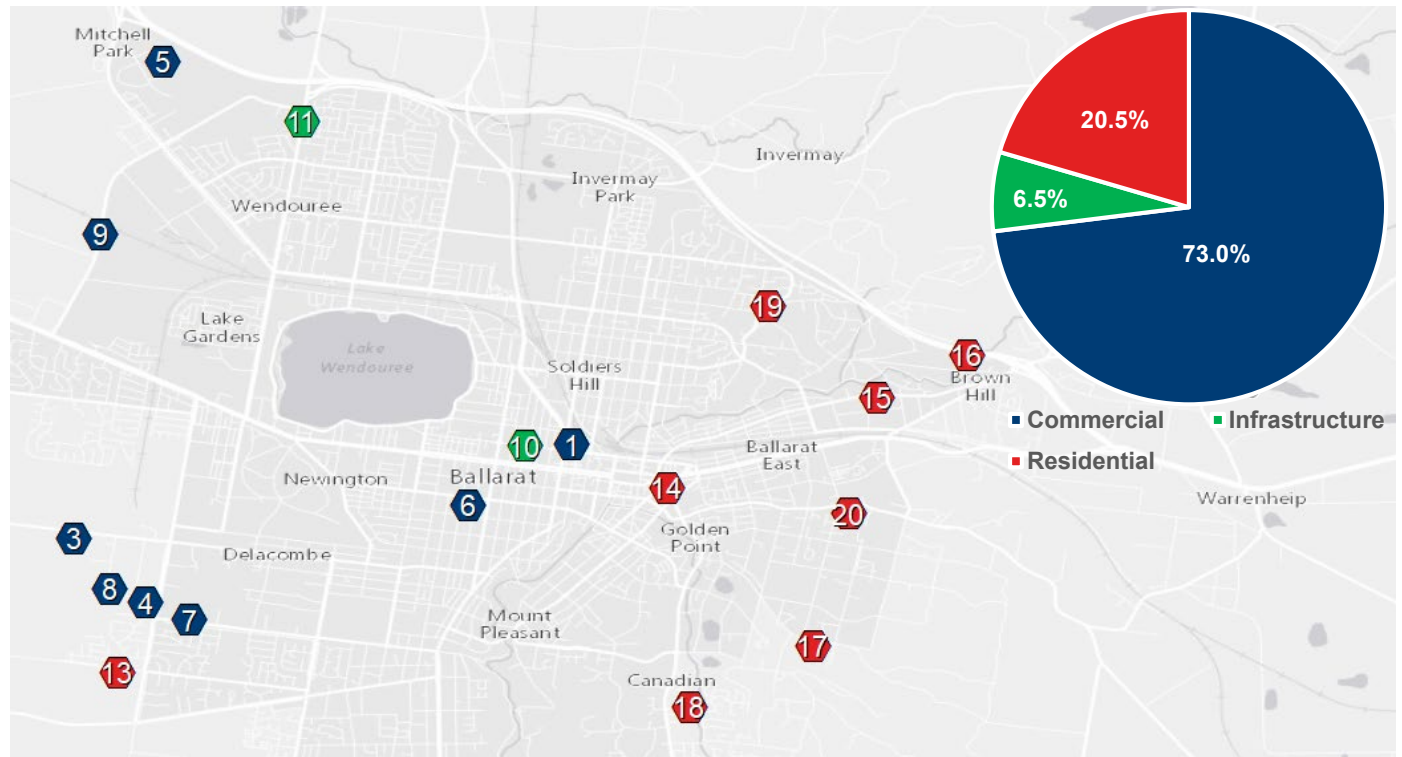 Mitchell
Park
5
11
Invermay
Invermay
Park
Wendouree
9
20.5%
6.5%
73.0%
Lake
Gardens
Lake
Wendouree
19
Soldiers
Hill
16
Brown
Hill
15
Commercial
Infrastructure
Residential
10
1
Ballarat
East
Newington
Ballarat
6
14
Warrenheip
20
3
Golden
Point
Delacombe
8
4
7
Mount
Pleasant
17
13
Canadian
18